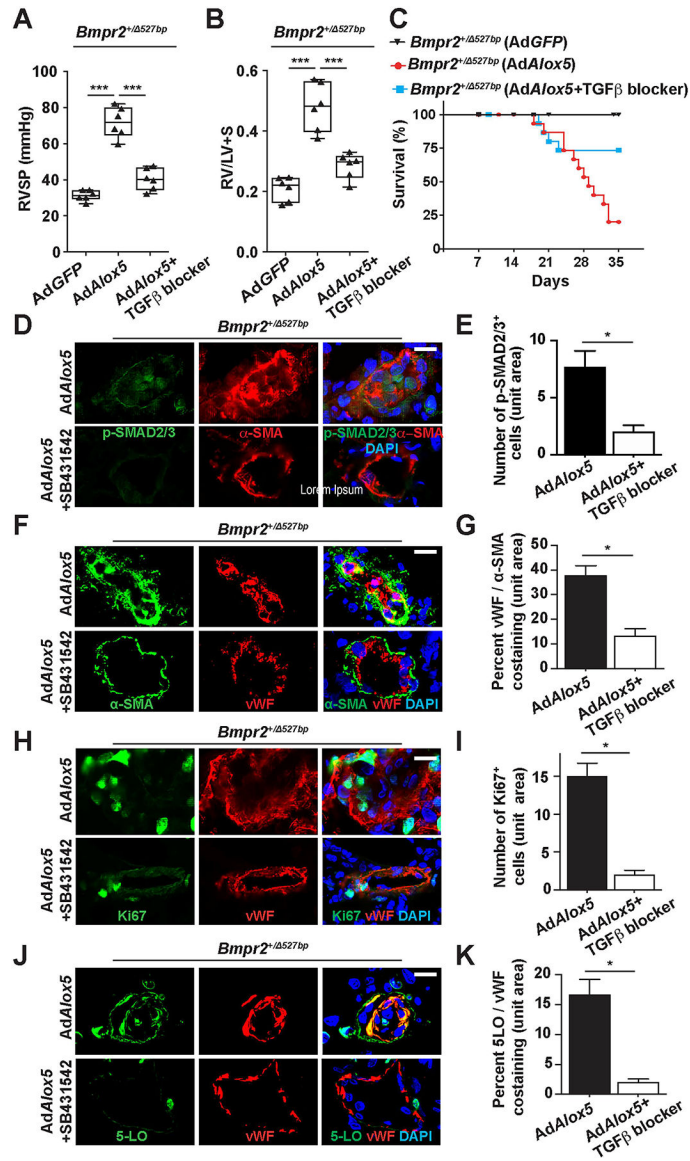 A
Bmpr2+/Δ527bp
RVSP (mmHg)
100
80
60
40
20
0
***
***
AdGFP
AdAlox5
AdAlox5+
TGFβ blocker
B
Bmpr2+/Δ527bp
RV/LV+S
0.6
0.4
0.2
0.0
***
***
AdGFP
AdAlox5
AdAlox5+
TGFβ blocker
C
Bmpr2+/Δ527bp (AdGFP)
Bmpr2+/Δ527bp (AdAlox5)
Bmpr2+/Δ527bp (AdAlox5+TGFβ blocker)
Survival (%)
100
75
50
25
0
7
14
21
28
35
Days
D
Bmpr2+/Δ527bp
AdAlox5
AdAlox5
+SB431542
p-SMAD2/3
α-SMA
p-SMAD2/3 α-SMA
DAPI
Lorem Ipsum
E
Number of p-SMAD2/3+
cells (unit area)
10
5
0
*
AdAlox5
AdAlox5+
TGFβ blocker
F
Bmpr2+/Δ527bp
AdAlox5
AdAlox5
+SB431542
α-SMA
vWF
α-SMA vWF DAPI
G
Percent vWF / α-SMA
costaining (unit area)
50
40
30
20
10
0
*
AdAlox5
AdAlox5+
TGFβ blocker
H
Bmpr2+/Δ527bp
AdAlox5
AdAlox5
+SB431542
Ki67
vWF
Ki67 vWF DAPI
I
Number of Ki67+
cells (unit area)
15
10
5
0
*
AdAlox5
AdAlox5+
TGFβ blocker
J
Bmpr2+/Δ527bp
AdAlox5
AdAlox5
+SB431542
5-LO
vWF
5-LO vWF DAPI
K
Percent 5LO / vWF
costaining (unit area)
20
15
10
5
0
*
AdAlox5
AdAlox5+
TGFβ blocker